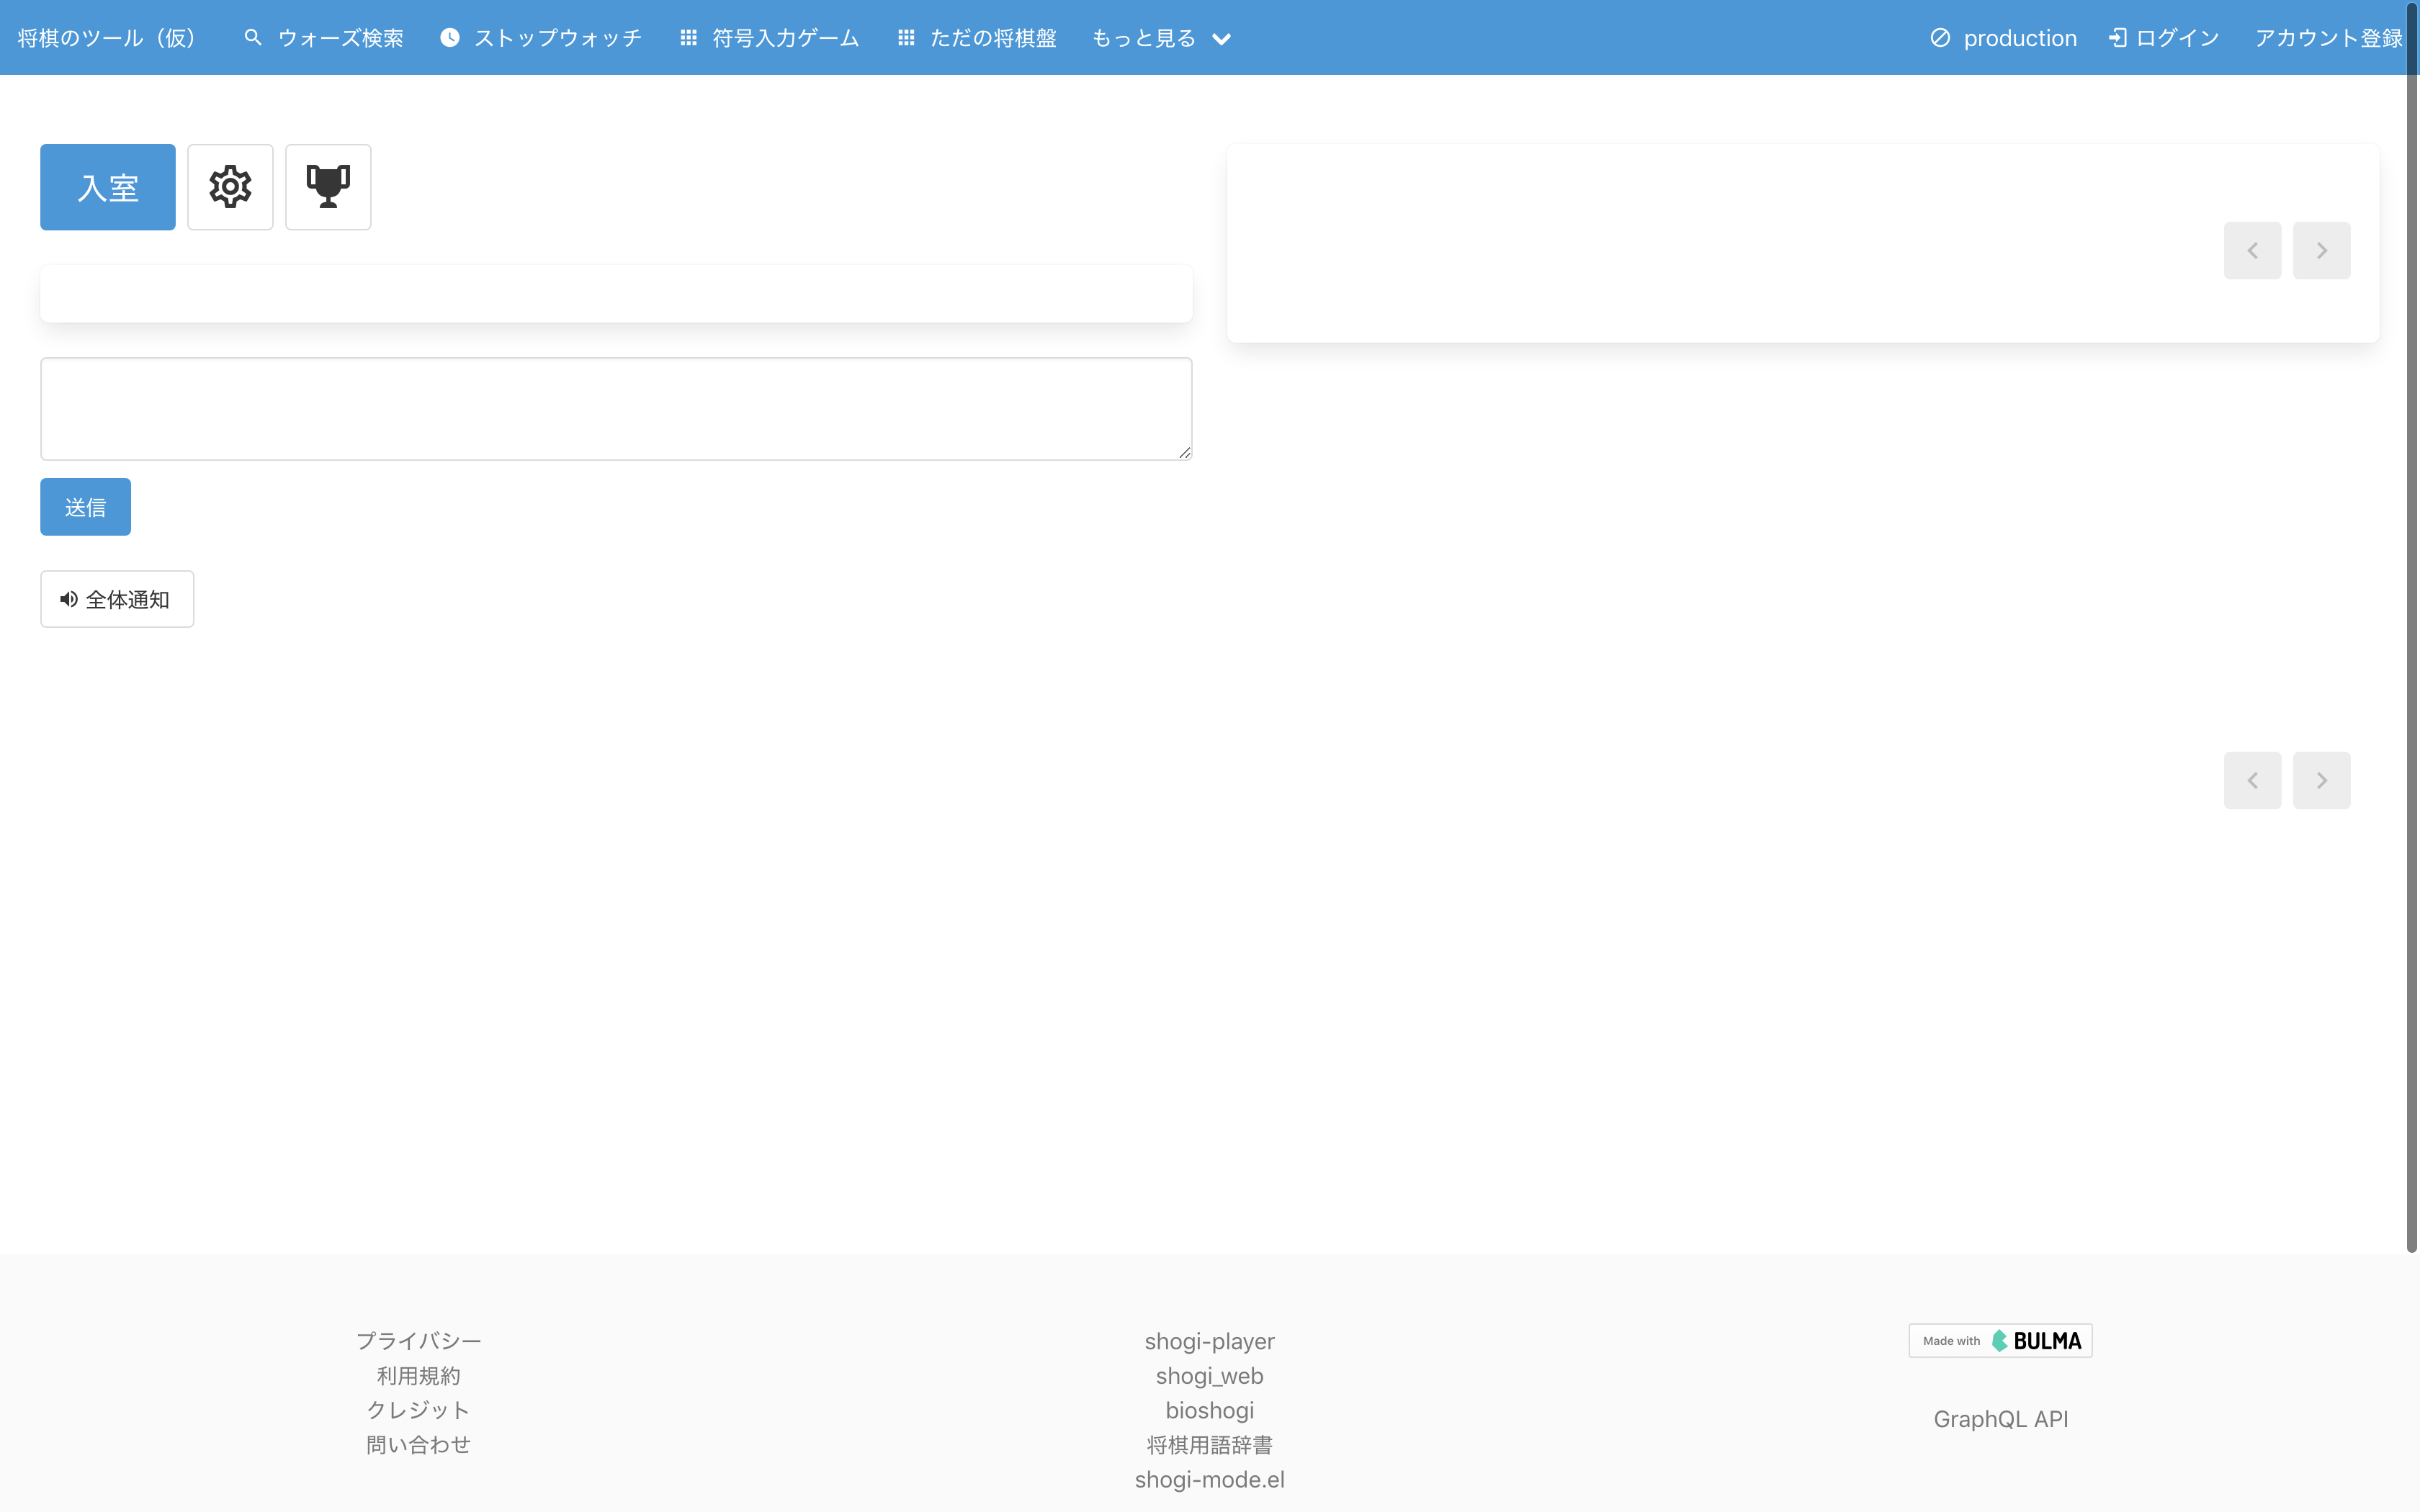 将棋のツール（仮）
ウォーズ検索
ストップウォッチ
符号入力ゲーム
ただの将棋盤
もっと見る
production
ログイン
アカウント登録
入室
送信
全体通知
プライバシー
利用規約
クレジット
問い合わせ
shogi-player
shogi_web
bioshogi
将棋用語辞書
shogi-mode.el
Made with BULMA
GraphQL API